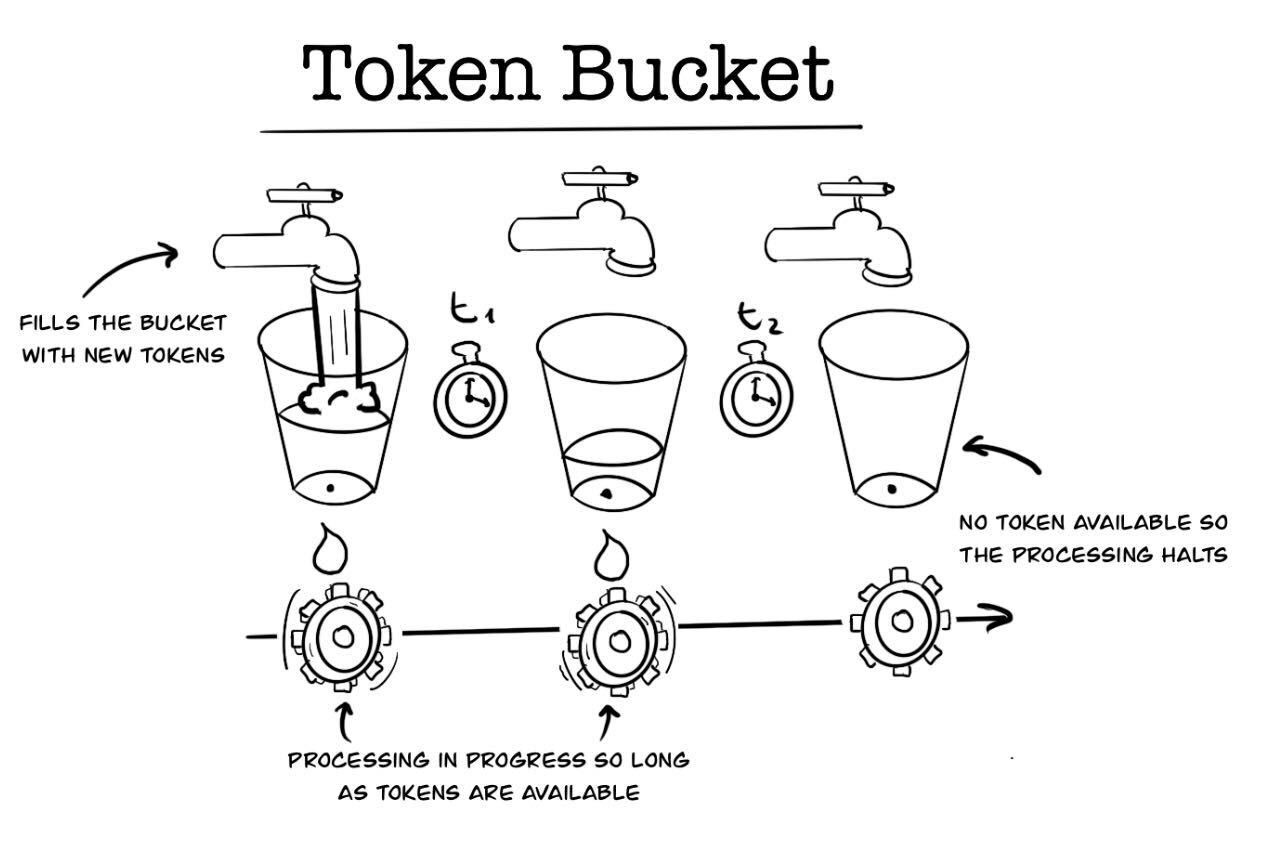 Token Bucket
t1
t2
FILLS THE BUCKET
WITH NEW TOKENS
NO TOKEN AVAILABLE SO
THE PROCESSING HALTS
PROCESSING IN PROGRESS SO LONG
AS TOKENS ARE AVAILABLE